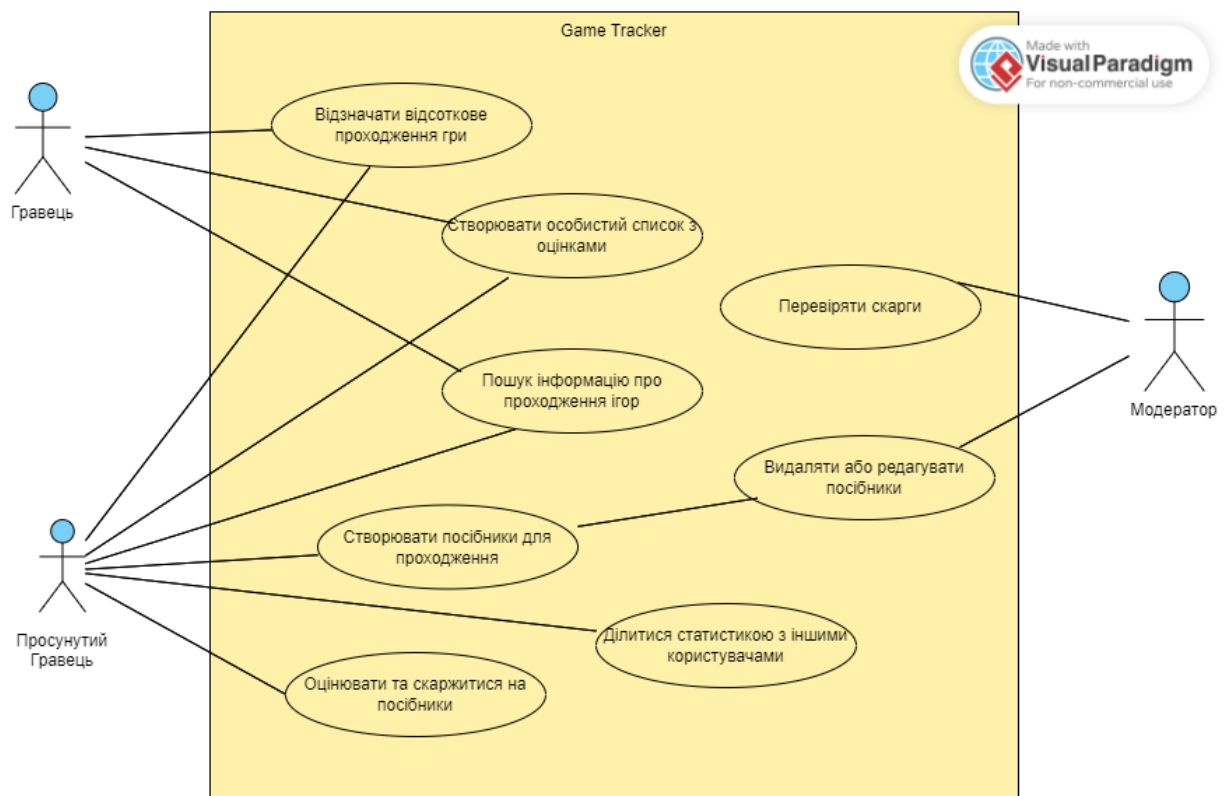 Game Tracker
Made with
Visual Paradigm
For non-commercial use
Відзначати відсоткове
проходження гри
Гравець
Створювати особистий список з
оцінками
Перевіряти скарги
Пошук інформацію про
проходження ігор
Модератор
Видаляти або редагувати
посібники
Створювати посібники для
проходження
Просунутий
Гравець
Ділитися статистикою з іншими
користувачами
Оцінювати та скаржитися на
посібники